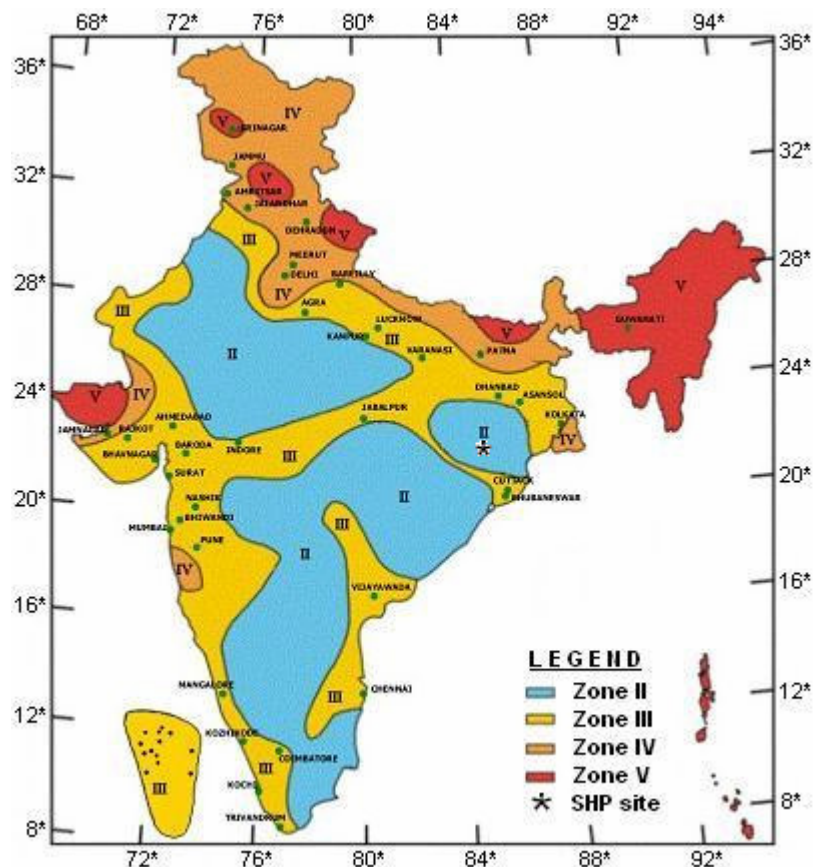 68° 72° 76° 80° 84° 88° 92° 94°
36° 36°
IV
V
SRINAGAR
JAMMU
32° 32°
V
AMRITSAR
JALANDHAR
DEHRADUN
V
III
MEERUT
DELHI
28° 28°
BAREILLY
IV
V
III
AGRA
LUCKNOW
V
GUWAHATI
KANPUR
III
VARANASI
PATNA
II
24° 24°
V
IV
DHANBAD
ASANSOL
AHMEDABAD
JABALPUR
KOLKATA
JAMNAGAR
RAJKOT
II
IV
BARODA
INDORE
BHAVNAGAR
III
SURAT
CUTTACK
BHUBANESWAR
20° 20°
NASHIK
II
BHIWANDI
III
MUMBAI
PUNE
II
IV
VIJAYAWADA
16° 16°
LEGEND
Zone II
Zone III
Zone IV
Zone V
SHP site
MANGALORE
III
CHENNAI
12° 12°
KOZHIKODE
COIMBATORE
III
III
KOCHI
TRIVANDRUM
8° 8°
72° 76° 80° 84° 88° 92°